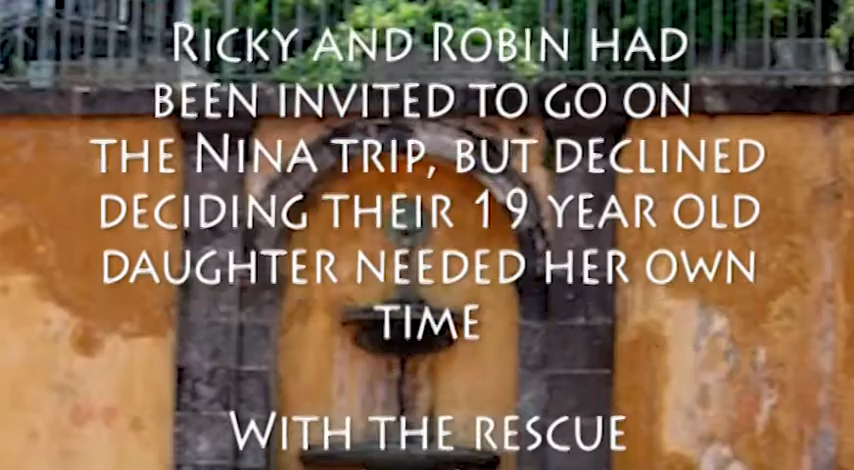 Ricky and Robin had
been invited to go on
the Nina trip, but declined
deciding their 19 year old
daughter needed her own
time
With the rescue